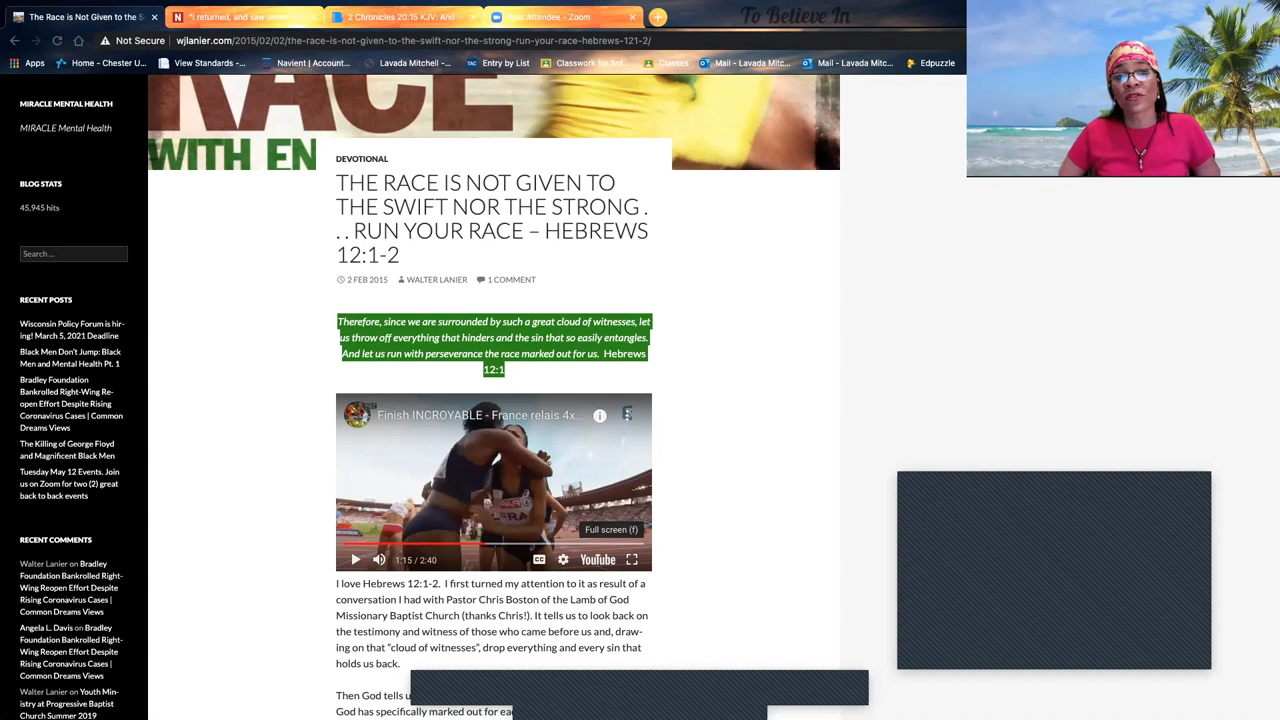 The Race is Not Given to the S
"I returned, and saw under
2 Chronicles 20:15 KJV: And
Post Attendee - Zoom
To Believe In
Not Secure
wjlanier.com/2015/02/02/the-race-is-not-given-to-the-swift-nor-the-strong-run-your-race-hebrews-121-2/
Apps
Home - Chester U...
View Standards -...
Navient | Account...
Lavada Mitchell -...
TAC
Entry by List
Classwork for 3rd...
Classes
Mail - Lavada Mitc...
Mail - Lavada Mitc...
Edpuzzle
RACE
WITH EN
MIRACLE MENTAL HEALTH
MIRACLE Mental Health
BLOG STATS
45,945 hits
Search ...
RECENT POSTS
Wisconsin Policy Forum is hir-
ing! March 5, 2021 Deadline
Black Men Don't Jump: Black
Men and Mental Health Pt. 1
Bradley Foundation
Bankrolled Right-Wing Re-
open Effort Despite Rising
Coronavirus Cases | Common
Dreams Views
The Killing of George Floyd
and Magnificent Black Men
Tuesday May 12 Events. Join
us on Zoom for two (2) great
back to back events
RECENT COMMENTS
Walter Lanier on Bradley
Foundation Bankrolled Right-
Wing Reopen Effort Despite
Rising Coronavirus Cases |
Common Dreams Views
Angela L. Davis on Bradley
Foundation Bankrolled Right-
Wing Reopen Effort Despite
Rising Coronavirus Cases |
Common Dreams Views
Walter Lanier on Youth Min-
istry at Progressive Baptist
Church Summer 2019
DEVOTIONAL
THE RACE IS NOT GIVEN TO
THE SWIFT NOR THE STRONG .
. . RUN YOUR RACE – HEBREWS
12:1-2
2 FEB 2015 WALTER LANIER 1 COMMENT
Therefore, since we are surrounded by such a great cloud of witnesses, let
us throw off everything that hinders and the sin that so easily entangles.
And let us run with perseverance the race marked out for us. Hebrews
12:1
Finish INCROYABLE - France relais 4x...
Full screen (f)
1:15 / 2:40
CC
YouTube
I love Hebrews 12:1-2. I first turned my attention to it as result of a
conversation I had with Pastor Chris Boston of the Lamb of God
Missionary Baptist Church (thanks Chris!). It tells us to look back on
the testimony and witness of those who came before us and, draw-
ing on that "cloud of witnesses", drop everything and every sin that
holds us back.
Then God tells u
God has specifically marked out for ea